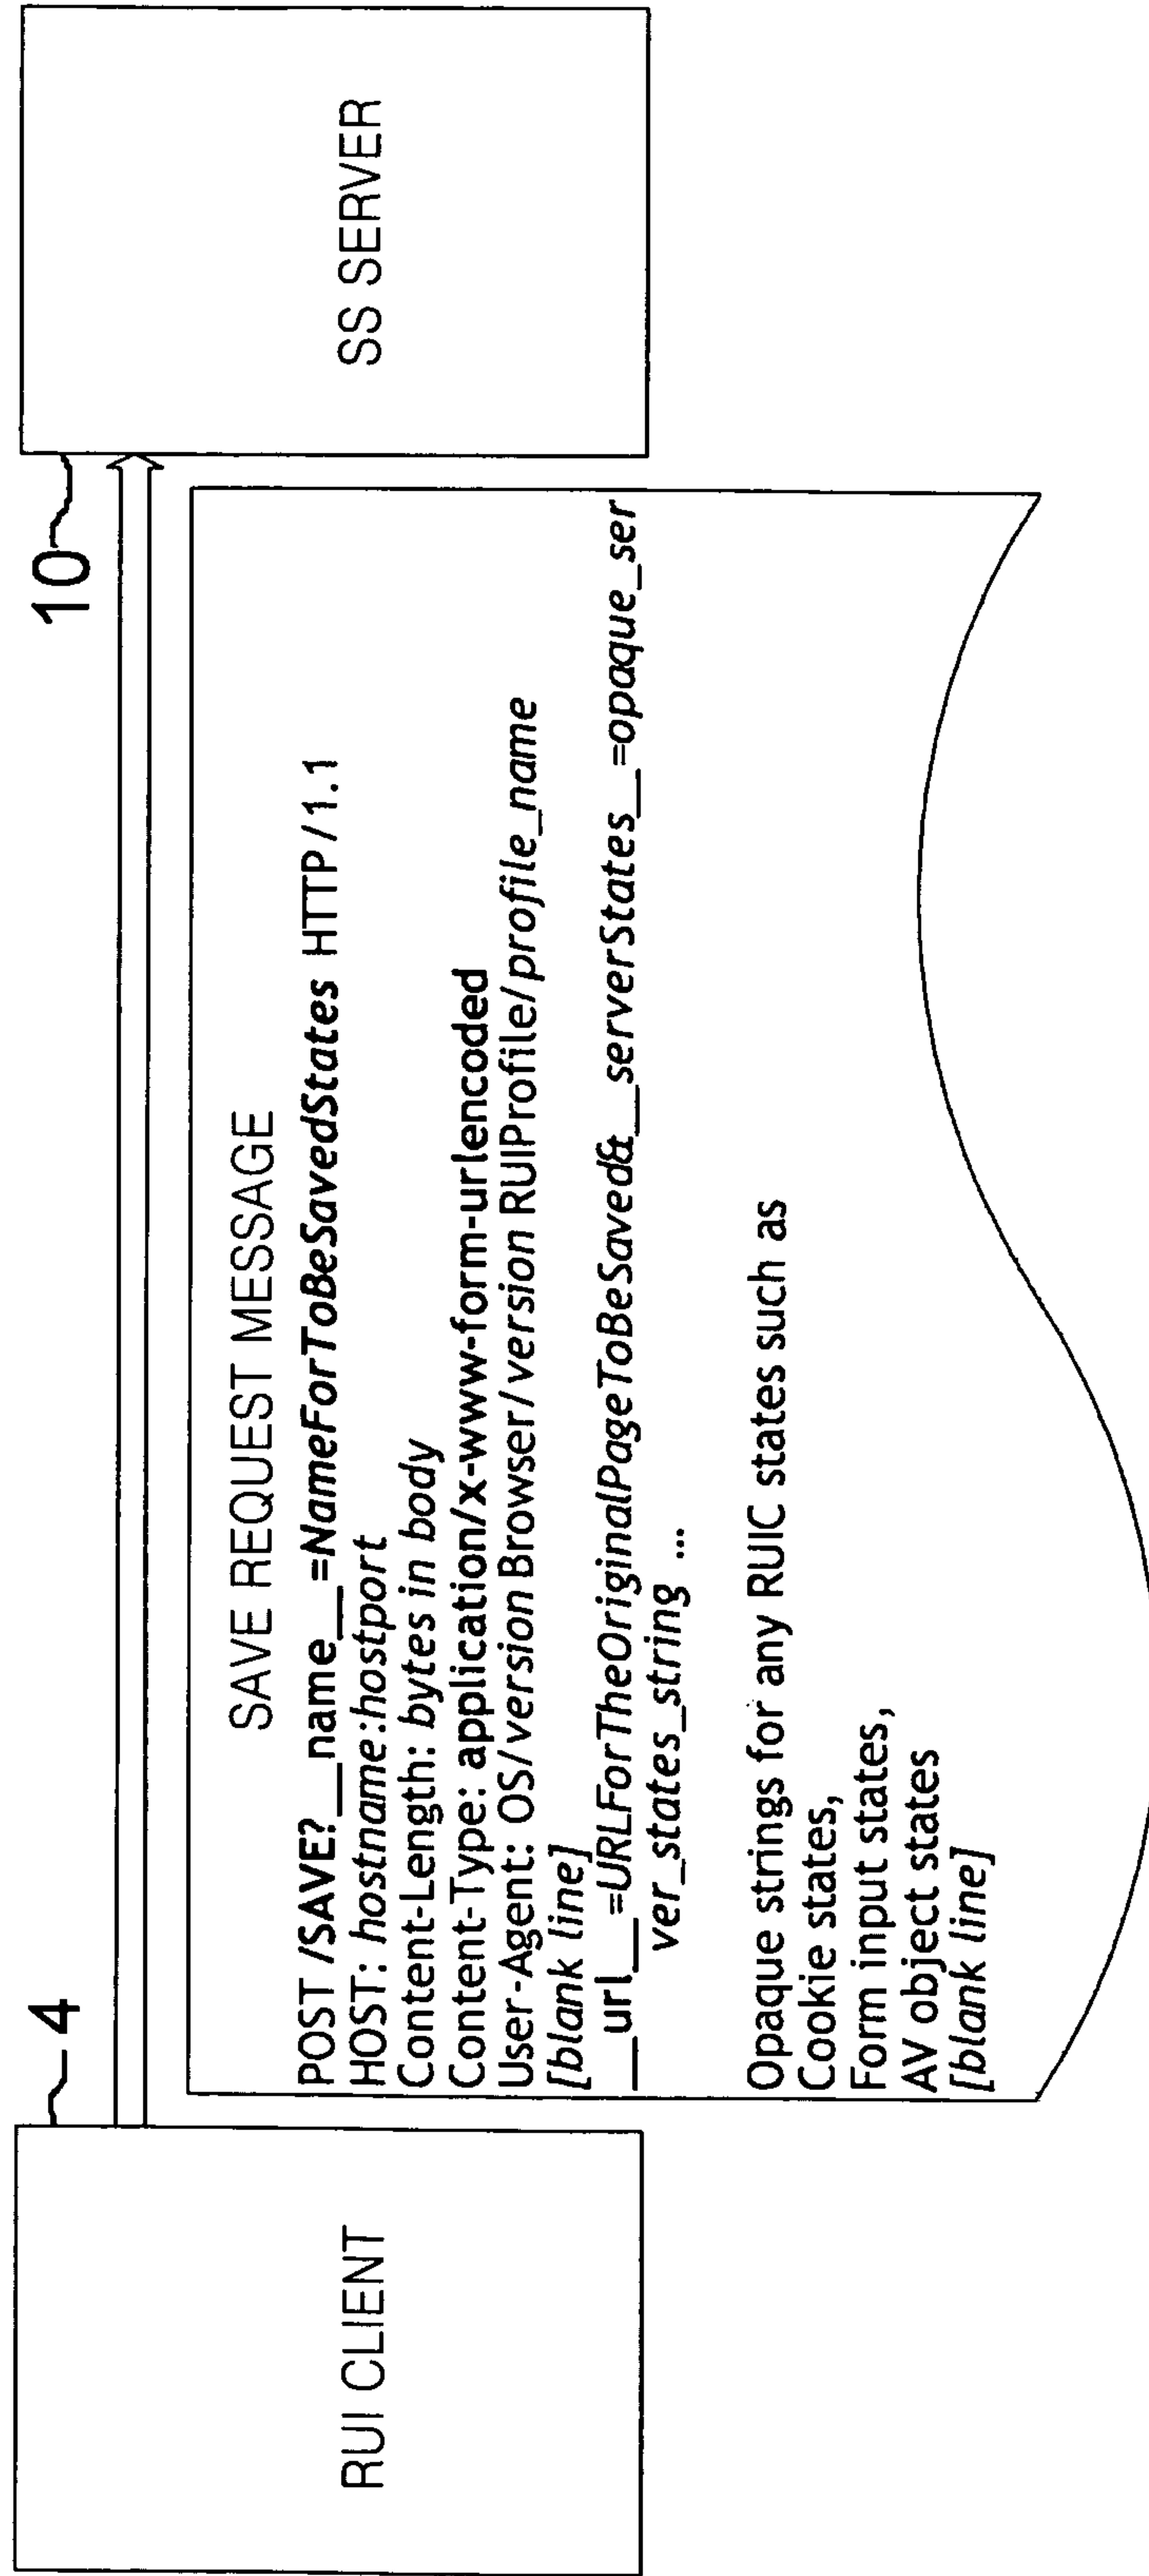 4
10
RUI CLIENT
SS SERVER
SAVE REQUEST MESSAGE
POST /SAVE?__name__=NameForToBeSavedStates HTTP/1.1
HOST: hostname:hostport
Content-Length: bytes in body
Content-Type: application/x-www-form-urlencoded
User-Agent: OS/version Browser/version RUIProfile/profile_name
[blank line]
__url__=URLForTheOriginalPageToBeSaved&__serverStates__=opaque_ser
ver_states_string ...
Opaque strings for any RUIC states such as
Cookie states,
Form input states,
AV object states
[blank line]